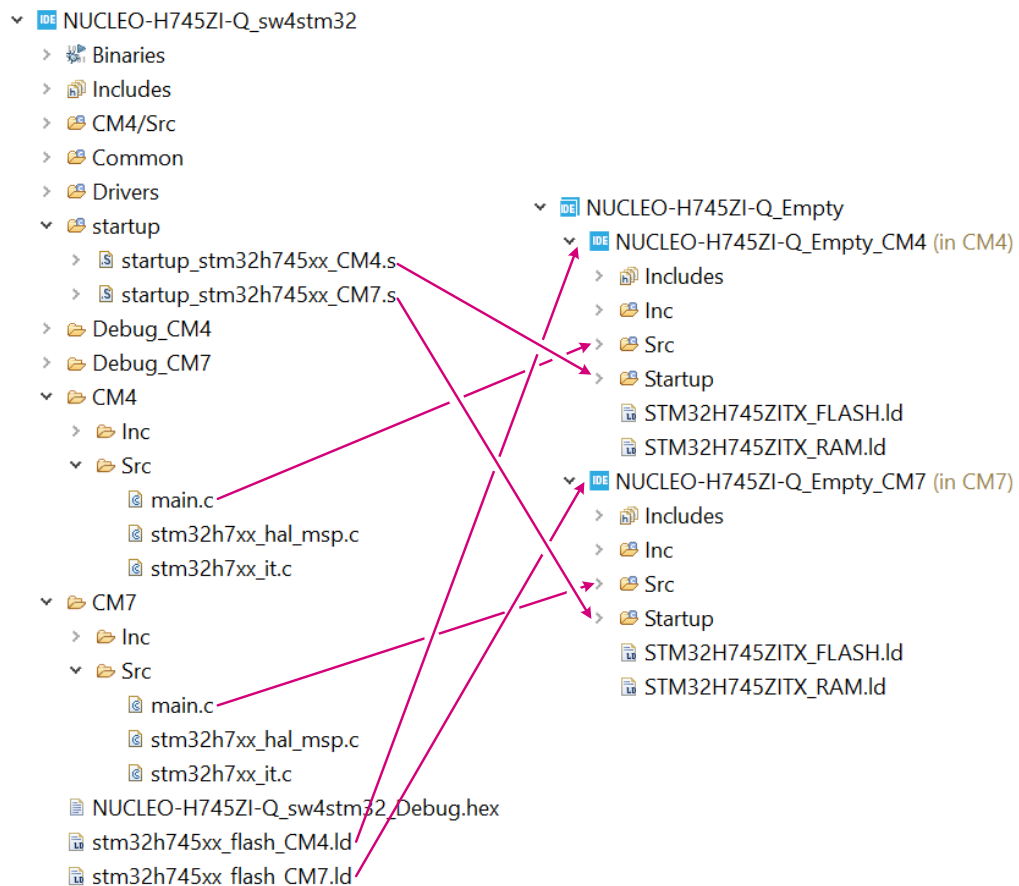 NUCLEO-H745ZI-Q_sw4stm32
Binaries
Includes
CM4/Src
Common
Drivers
startup
startup_stm32h745xx_CM4.s
startup_stm32h745xx_CM7.s
Debug_CM4
Debug_CM7
CM4
Inc
Src
main.c
stm32h7xx_hal_msp.c
stm32h7xx_it.c
CM7
Inc
Src
main.c
stm32h7xx_hal_msp.c
stm32h7xx_it.c
NUCLEO-H745ZI-Q_sw4stm32_Debug.hex
stm32h745xx_flash_CM4.ld
stm32h745xx_flash_CM7.ld
NUCLEO-H745ZI-Q_Empty
NUCLEO-H745ZI-Q_Empty_CM4 (in CM4)
Includes
Inc
Src
Startup
STM32H745ZITX_FLASH.ld
STM32H745ZITX_RAM.ld
NUCLEO-H745ZI-Q_Empty_CM7 (in CM7)
Includes
Inc
Src
Startup
STM32H745ZITX_FLASH.ld
STM32H745ZITX_RAM.ld